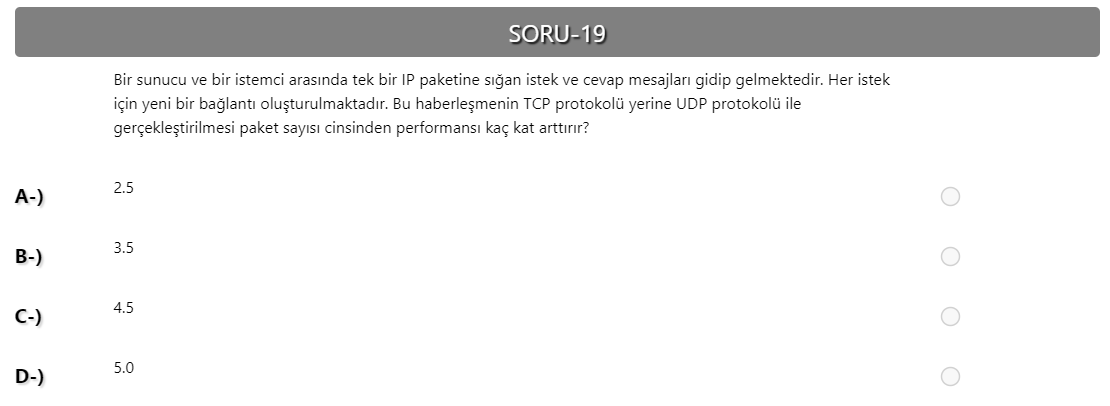 SORU-19
Bir sunucu ve bir istemci arasında tek bir IP paketine sığan istek ve cevap mesajları gidip gelmektedir. Her istek
için yeni bir bağlantı oluşturulmaktadır. Bu haberleşmenin TCP protokolü yerine UDP protokolü ile
gerçekleştirilmesi paket sayısı cinsinden performansı kaç kat arttırır?
A-) 2.5
B-) 3.5
C-) 4.5
D-) 5.0